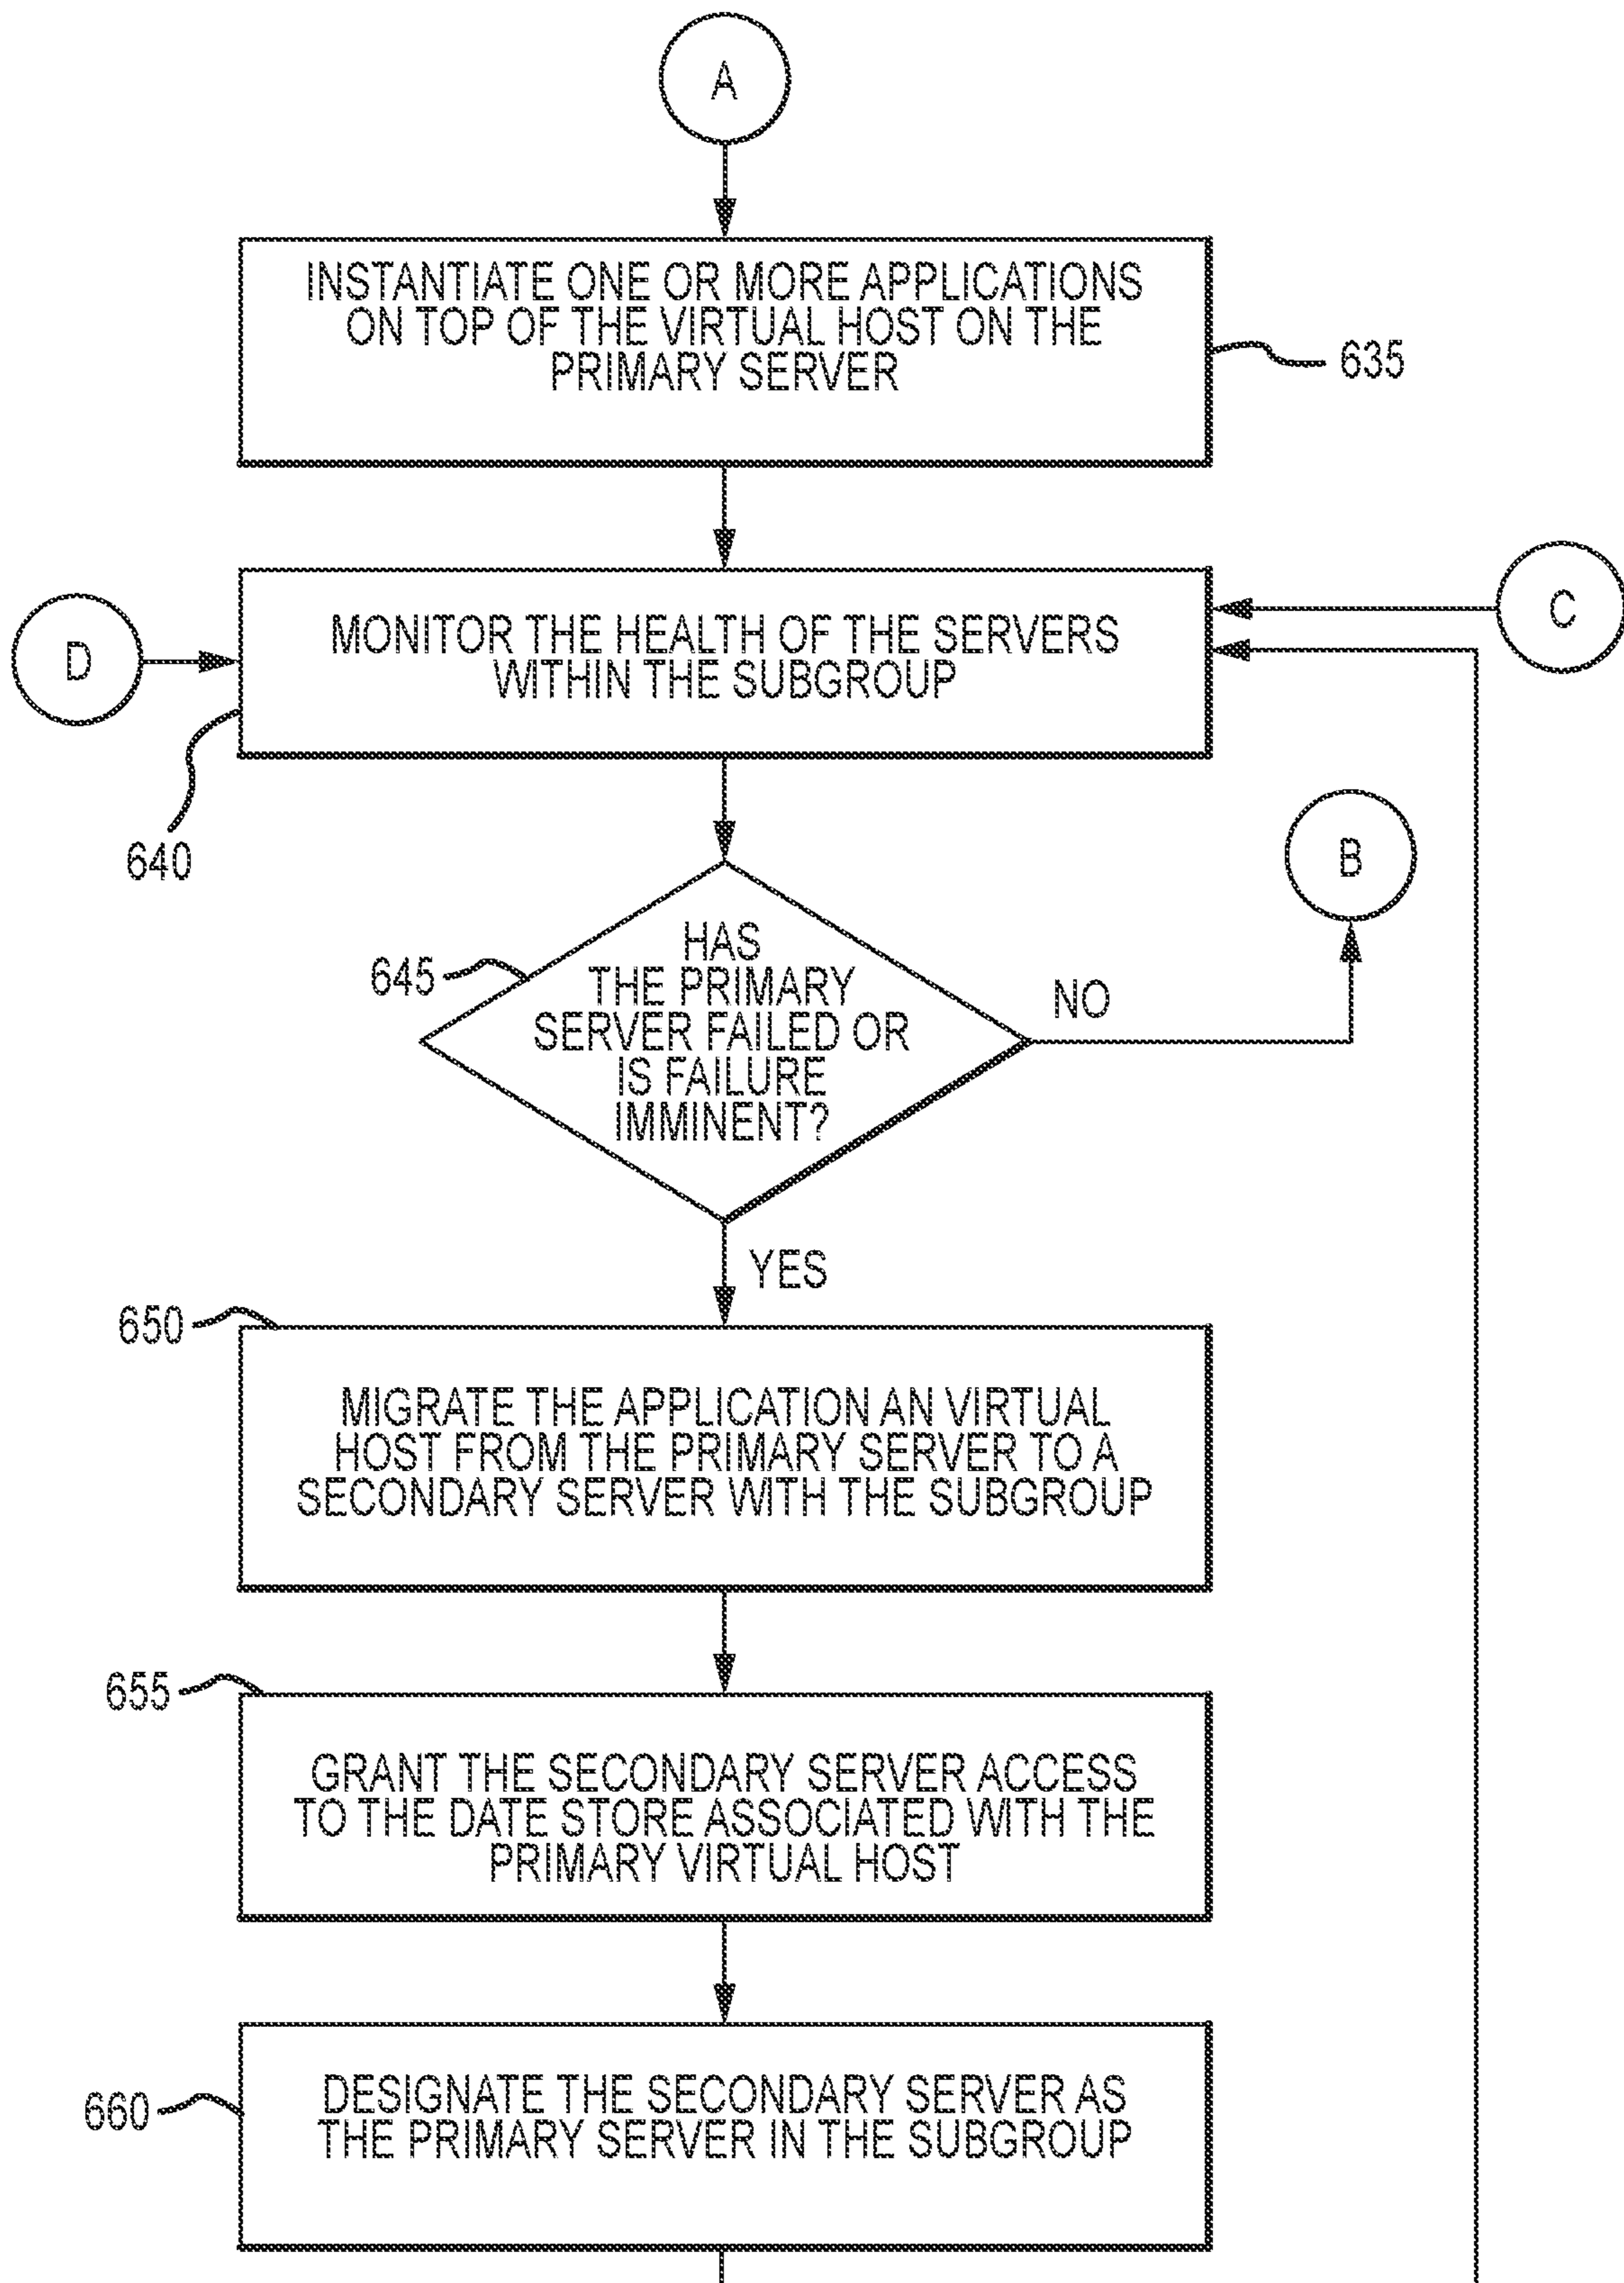 A
INSTANTIATE ONE OR MORE APPLICATIONS
ON TOP OF THE VIRTUAL HOST ON THE
PRIMARY SERVER
635
C
D
MONITOR THE HEALTH OF THE SERVERS
WITHIN THE SUBGROUP
640
B
645
HAS
THE PRIMARY
SERVER FAILED OR
IS FAILURE
IMMINENT?
NO
YES
650
MIGRATE THE APPLICATION AN VIRTUAL
HOST FROM THE PRIMARY SERVER TO A
SECONDARY SERVER WITH THE SUBGROUP
655
GRANT THE SECONDARY SERVER ACCESS
TO THE DATE STORE ASSOCIATED WITH THE
PRIMARY VIRTUAL HOST
660
DESIGNATE THE SECONDARY SERVER AS
THE PRIMARY SERVER IN THE SUBGROUP